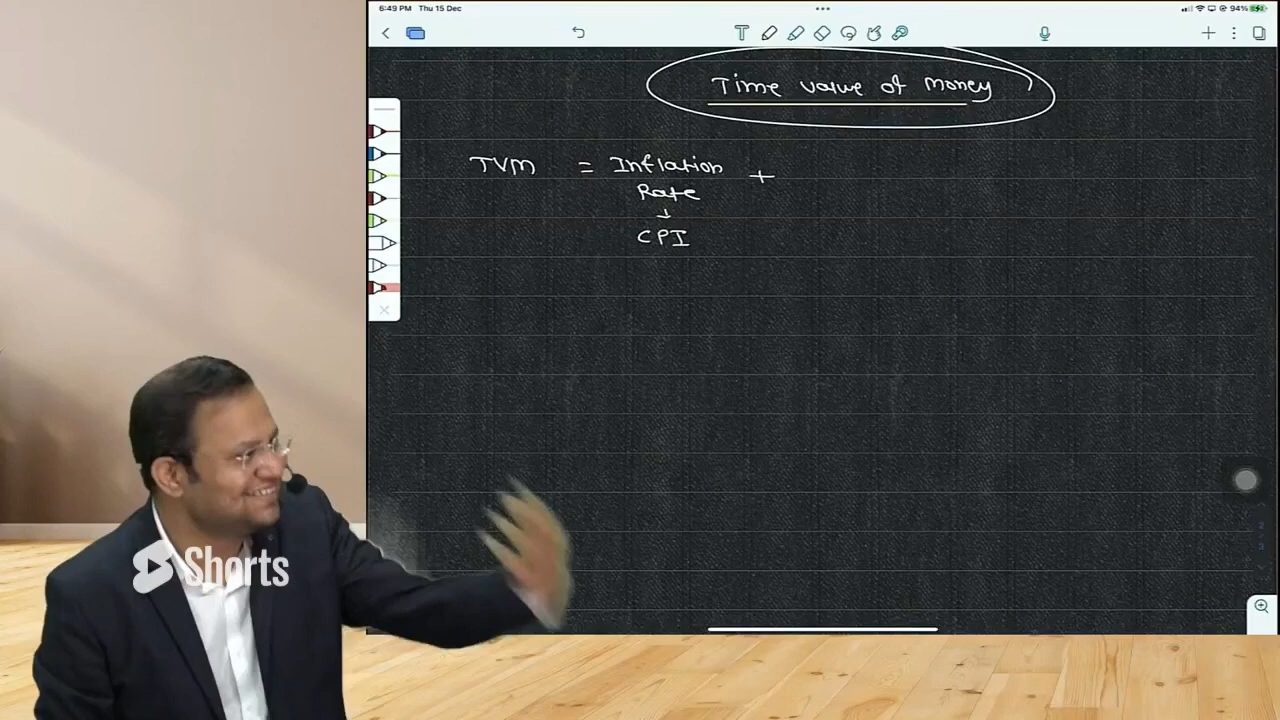 6:49 PM Thu 15 Dec
94%
T
Time value of money
TVM = Inflation +
Rate
CPI
Shorts